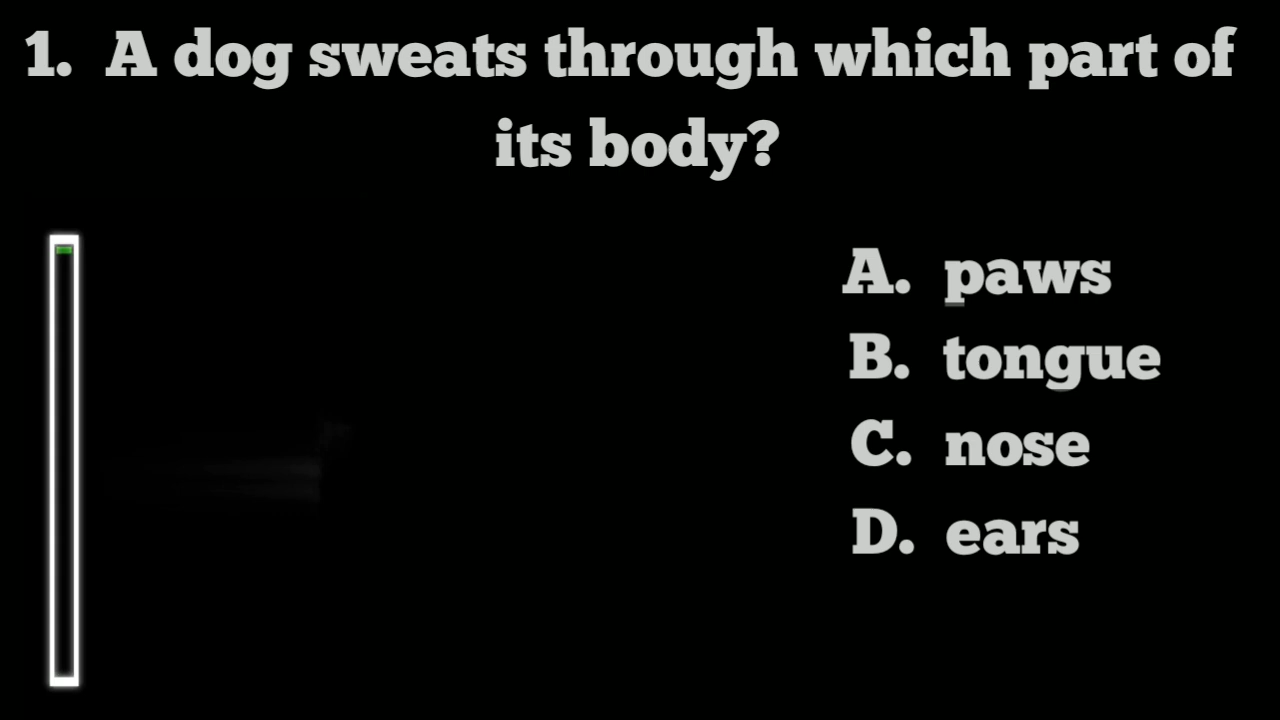 1. A dog sweats through which part of
its body?
A. paws
B. tongue
C. nose
D. ears